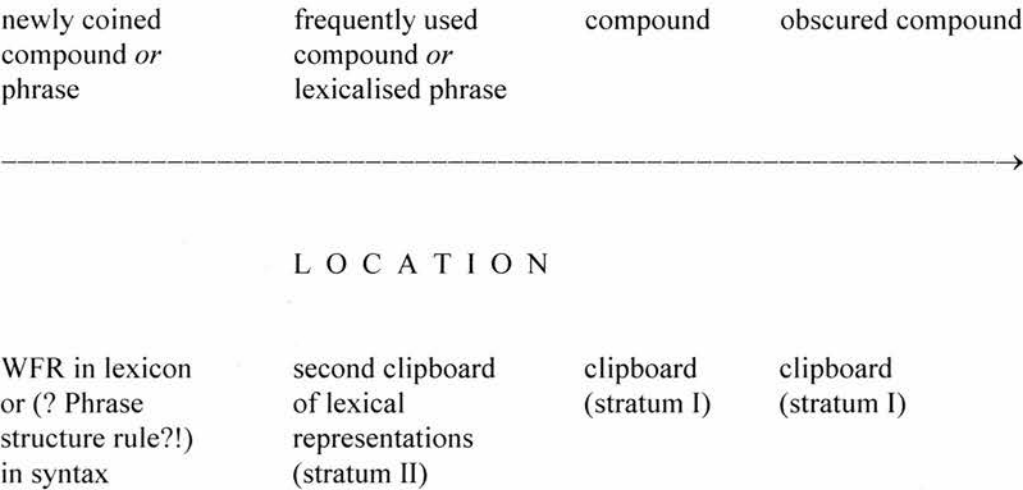 newly coined
compound or
phrase
frequently used
compound or
lexicalised phrase
compound
obscured compound
L O C A T I O N
WFR in lexicon
or (? Phrase
structure rule?!)
in syntax
second clipboard
of lexical
representations
(stratum II)
clipboard
(stratum I)
clipboard
(stratum I)